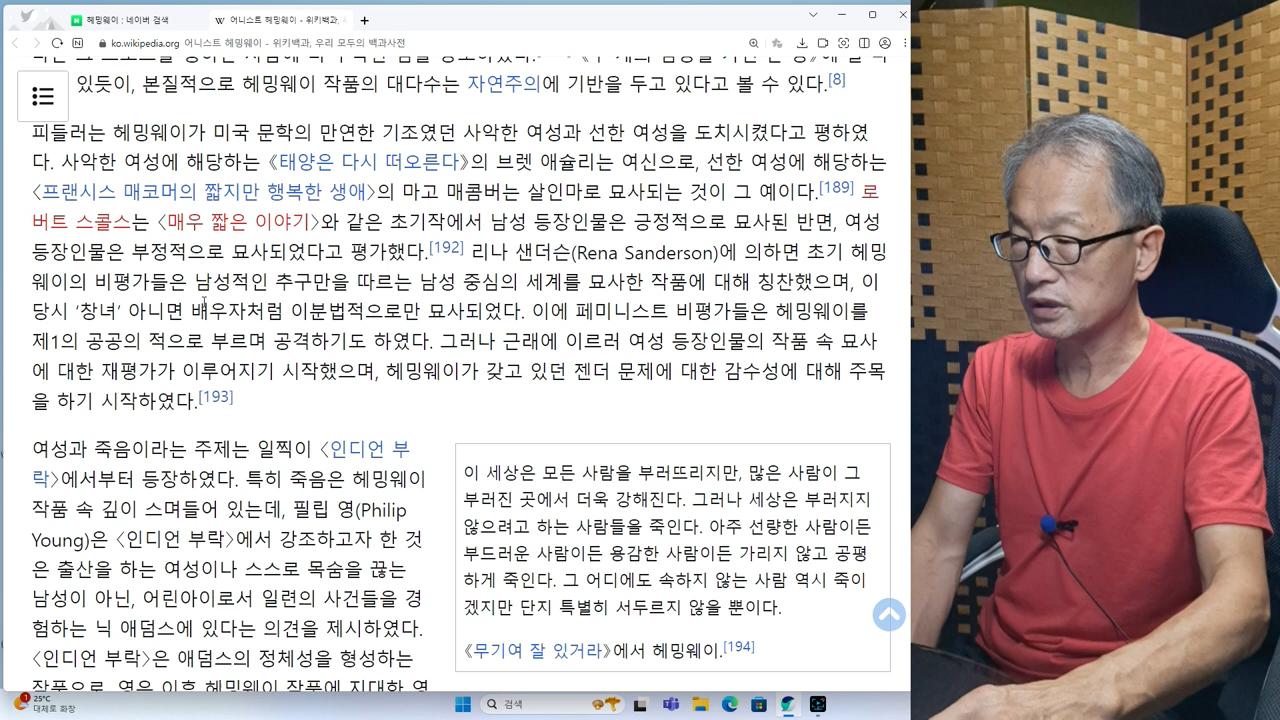 헤밍웨이 : 네이버 검색
어니스트 헤밍웨이 - 위키백과,
ko.wikipedia.org 어니스트 헤밍웨이 - 위키백과, 우리 모두의 백과사전
있듯이, 본질적으로 헤밍웨이 작품의 대다수는 자연주의에 기반을 두고 있다고 볼 수 있다.[8]
피들러는 헤밍웨이가 미국 문학의 만연한 기조였던 사악한 여성과 선한 여성을 도치시켰다고 평하였
다. 사악한 여성에 해당하는 《태양은 다시 떠오른다》의 브렛 애슐리는 여신으로, 선한 여성에 해당하는
〈프랜시스 매코머의 짧지만 행복한 생애〉의 마고 매콤버는 살인마로 묘사되는 것이 그 예이다.[189] 로
버트 스콜스는 〈매우 짧은 이야기〉와 같은 초기작에서 남성 등장인물은 긍정적으로 묘사된 반면, 여성
등장인물은 부정적으로 묘사되었다고 평가했다.[192] 리나 샌더슨(Rena Sanderson)에 의하면 초기 헤밍
웨이의 비평가들은 남성적인 추구만을 따르는 남성 중심의 세계를 묘사한 작품에 대해 칭찬했으며, 이
당시 ‘창녀’ 아니면 배우자처럼 이분법적으로만 묘사되었다. 이에 페미니스트 비평가들은 헤밍웨이를
제1의 공공의 적으로 부르며 공격하기도 하였다. 그러나 근래에 이르러 여성 등장인물의 작품 속 묘사
에 대한 재평가가 이루어지기 시작했으며, 헤밍웨이가 갖고 있던 젠더 문제에 대한 감수성에 대해 주목
을 하기 시작하였다.[193]
여성과 죽음이라는 주제는 일찍이 〈인디언 부
락〉에서부터 등장하였다. 특히 죽음은 헤밍웨이
작품 속 깊이 스며들어 있는데, 필립 영(Philip
Young)은 〈인디언 부락〉에서 강조하고자 한 것
은 출산을 하는 여성이나 스스로 목숨을 끊는
남성이 아닌, 어린아이로서 일련의 사건들을 경
험하는 닉 애덤스에 있다는 의견을 제시하였다.
〈인디언 부락〉은 애덤스의 정체성을 형성하는
이 세상은 모든 사람을 부러뜨리지만, 많은 사람이 그
부러진 곳에서 더욱 강해진다. 그러나 세상은 부러지지
않으려고 하는 사람들을 죽인다. 아주 선량한 사람이든
부드러운 사람이든 용감한 사람이든 가리지 않고 공평
하게 죽인다. 그 어디에도 속하지 않는 사람 역시 죽이
겠지만 단지 특별히 서두르지 않을 뿐이다.
《무기여 잘 있거라》에서 헤밍웨이.[194]
1
25°C
대체로 화창
검색